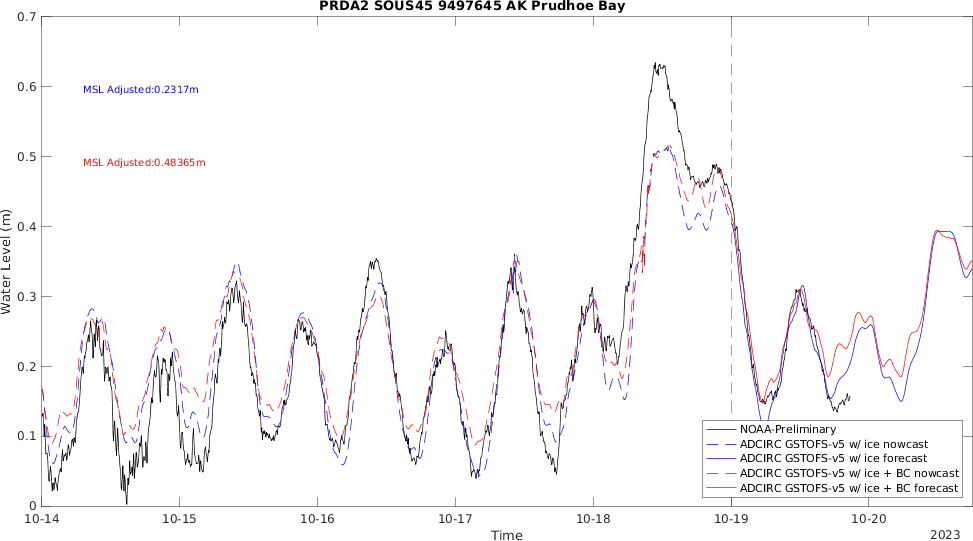 PRDA2 SOUS45 9497645 AK Prudhoe Bay
0.7
0.6
0.5
0.4
0.3
0.2
0.1
0
Water Level (m)
MSL Adjusted:0.2317m
MSL Adjusted:0.48365m
NOAA-Preliminary
ADCIRC GSTOFS-v5 w/ ice nowcast
ADCIRC GSTOFS-v5 w/ ice forecast
ADCIRC GSTOFS-v5 w/ ice + BC nowcast
ADCIRC GSTOFS-v5 w/ ice + BC forecast
10-14 10-15 10-16 10-17 10-18 10-19 10-20
Time
2023